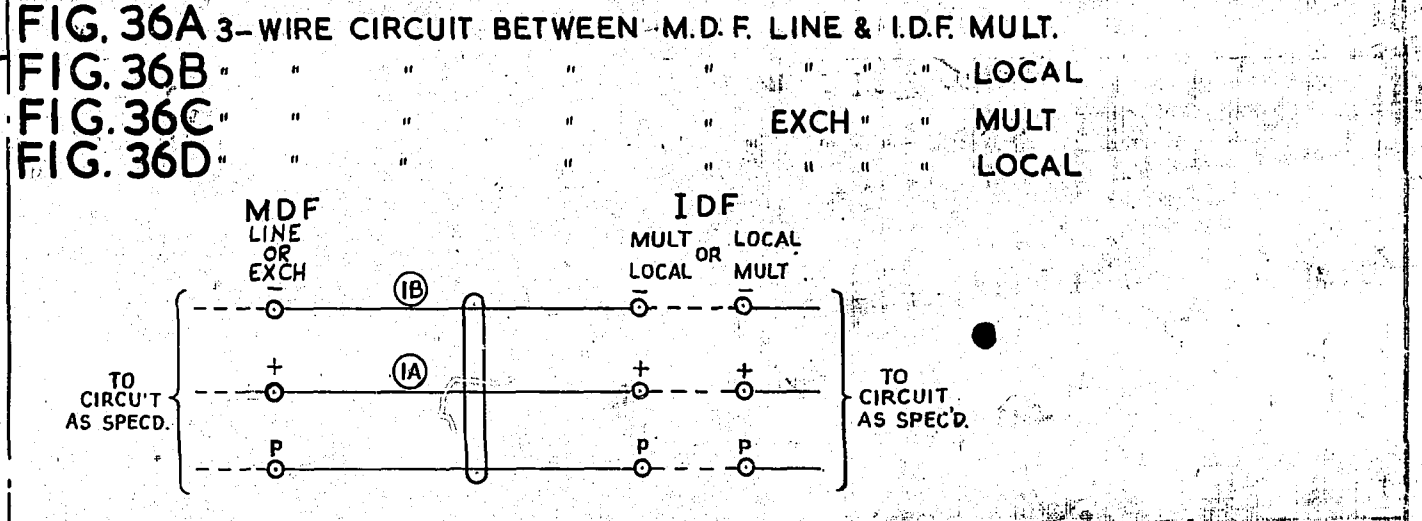 FIG. 36A 3-WIRE CIRCUIT BETWEEN M.D.F. LINE & I.D.F. MULT.
FIG. 36B " " " " " " " " LOCAL
FIG. 36C " " " " " EXCH " " MULT
FIG. 36D " " " " " " " " LOCAL
MDF
LINE
OR
EXCH
IDF
MULT OR LOCAL
LOCAL MULT
- 1B - -
+ 1A + +
TO
CIRCU'T
AS SPECD.
TO
CIRCUIT
AS SPEC'D.
P P P